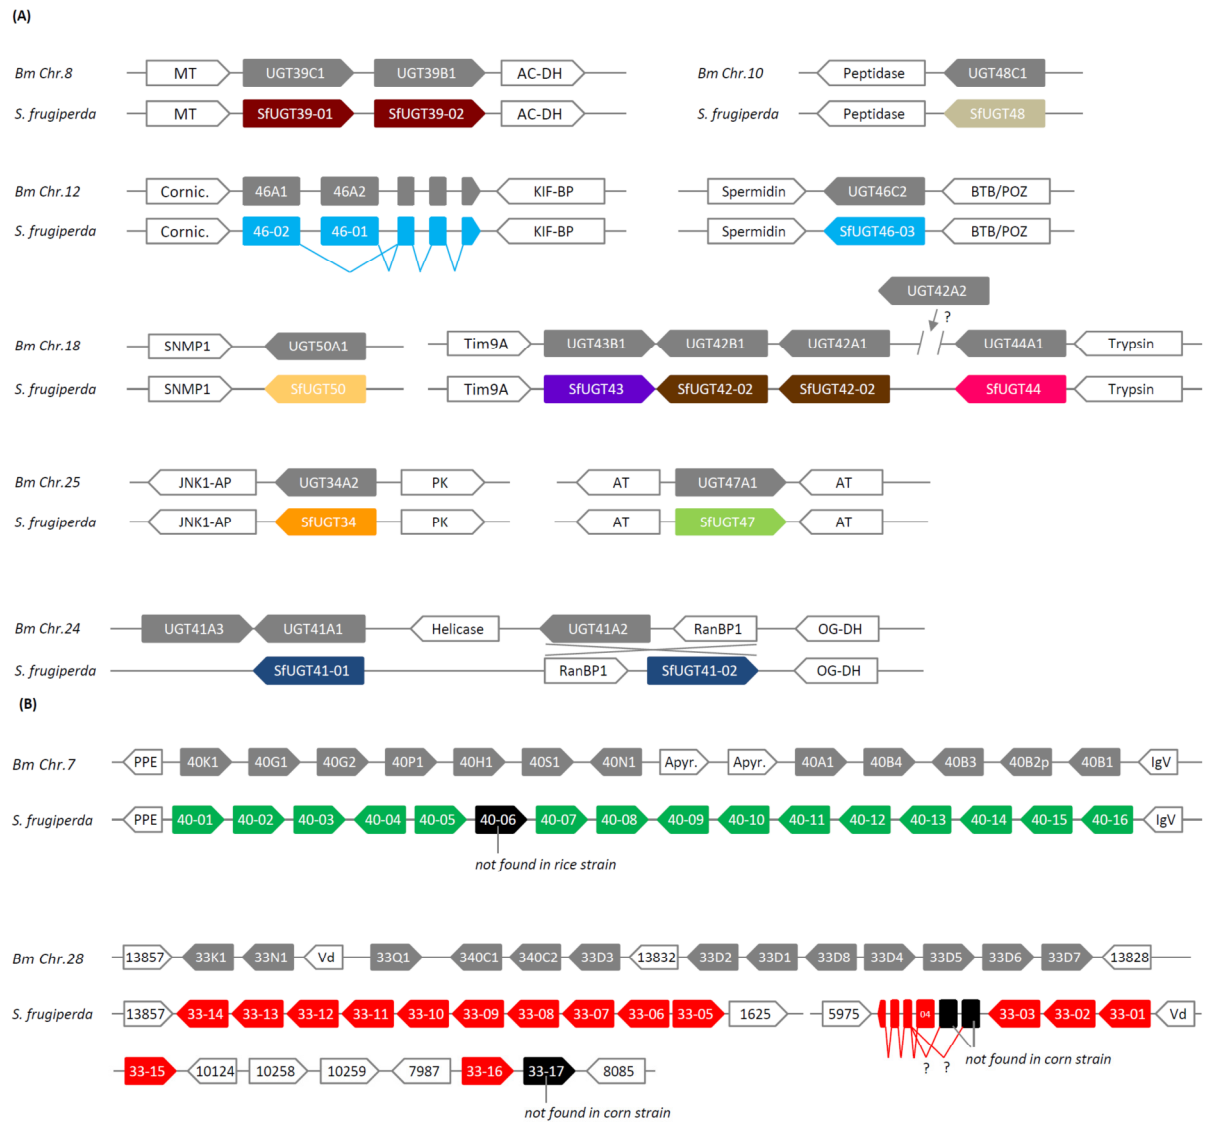 (A)
Bm Chr.8 MT UGT39C1 UGT39B1 AC-DH Bm Chr.10 Peptidase UGT48C1
S. frugiperda MT SfUGT39-01 SfUGT39-02 AC-DH S. frugiperda Peptidase SfUGT48
Bm Chr.12 Cornic. 46A1 46A2 KIF-BP Spermidin UGT46C2 BTB/POZ
S. frugiperda Cornic. 46-02 46-01 KIF-BP Spermidin SfUGT46-03 BTB/POZ
UGT42A2
?
Bm Chr.18 SNMP1 UGT50A1 Tim9A UGT43B1 UGT42B1 UGT42A1 UGT44A1 Trypsin
S. frugiperda SNMP1 SfUGT50 Tim9A SfUGT43 SfUGT42-02 SfUGT42-02 SfUGT44 Trypsin
Bm Chr.25 JNK1-AP UGT34A2 PK AT UGT47A1 AT
S. frugiperda JNK1-AP SfUGT34 PK AT SfUGT47 AT
Bm Chr.24 UGT41A3 UGT41A1 Helicase UGT41A2 RanBP1 OG-DH
S. frugiperda SfUGT41-01 RanBP1 SfUGT41-02 OG-DH
(B)
Bm Chr.7 PPE 40K1 40G1 40G2 40P1 40H1 40S1 40N1 Apyr. Apyr. 40A1 40B4 40B3 40B2p 40B1 IgV
S. frugiperda PPE 40-01 40-02 40-03 40-04 40-05 40-06 40-07 40-08 40-09 40-10 40-11 40-12 40-13 40-14 40-15 40-16 IgV
not found in rice strain
Bm Chr.28 13857 33K1 33N1 Vd 33Q1 340C1 340C2 33D3 13832 33D2 33D1 33D8 33D4 33D5 33D6 33D7 13828
S. frugiperda 13857 33-14 33-13 33-12 33-11 33-10 33-09 33-08 33-07 33-06 33-05 1625 5975 04 33-03 33-02 33-01 Vd
not found in corn strain
? ?
33-15 10124 10258 10259 7987 33-16 33-17 8085
not found in corn strain